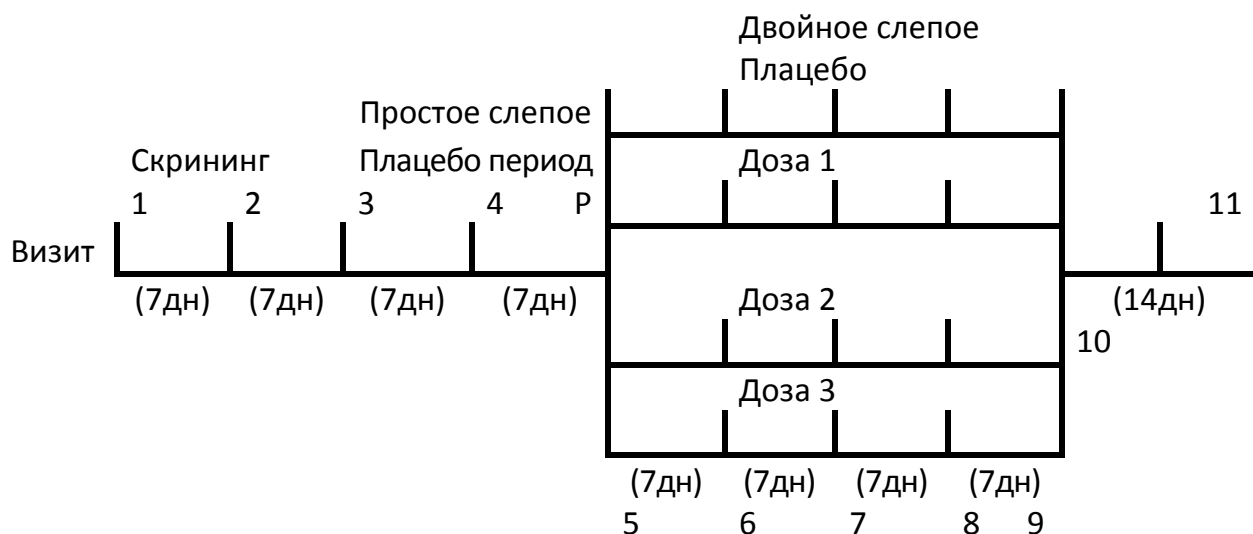 Двойное слепое
Плацебо
Простое слепое
Скрининг
Плацебо период
Доза 1
1 2 3 4 Р
11
Визит
(7дн) (7дн) (7дн) (7дн)
Доза 2
(14дн)
10
Доза 3
(7дн) (7дн) (7дн) (7дн)
5 6 7 8 9